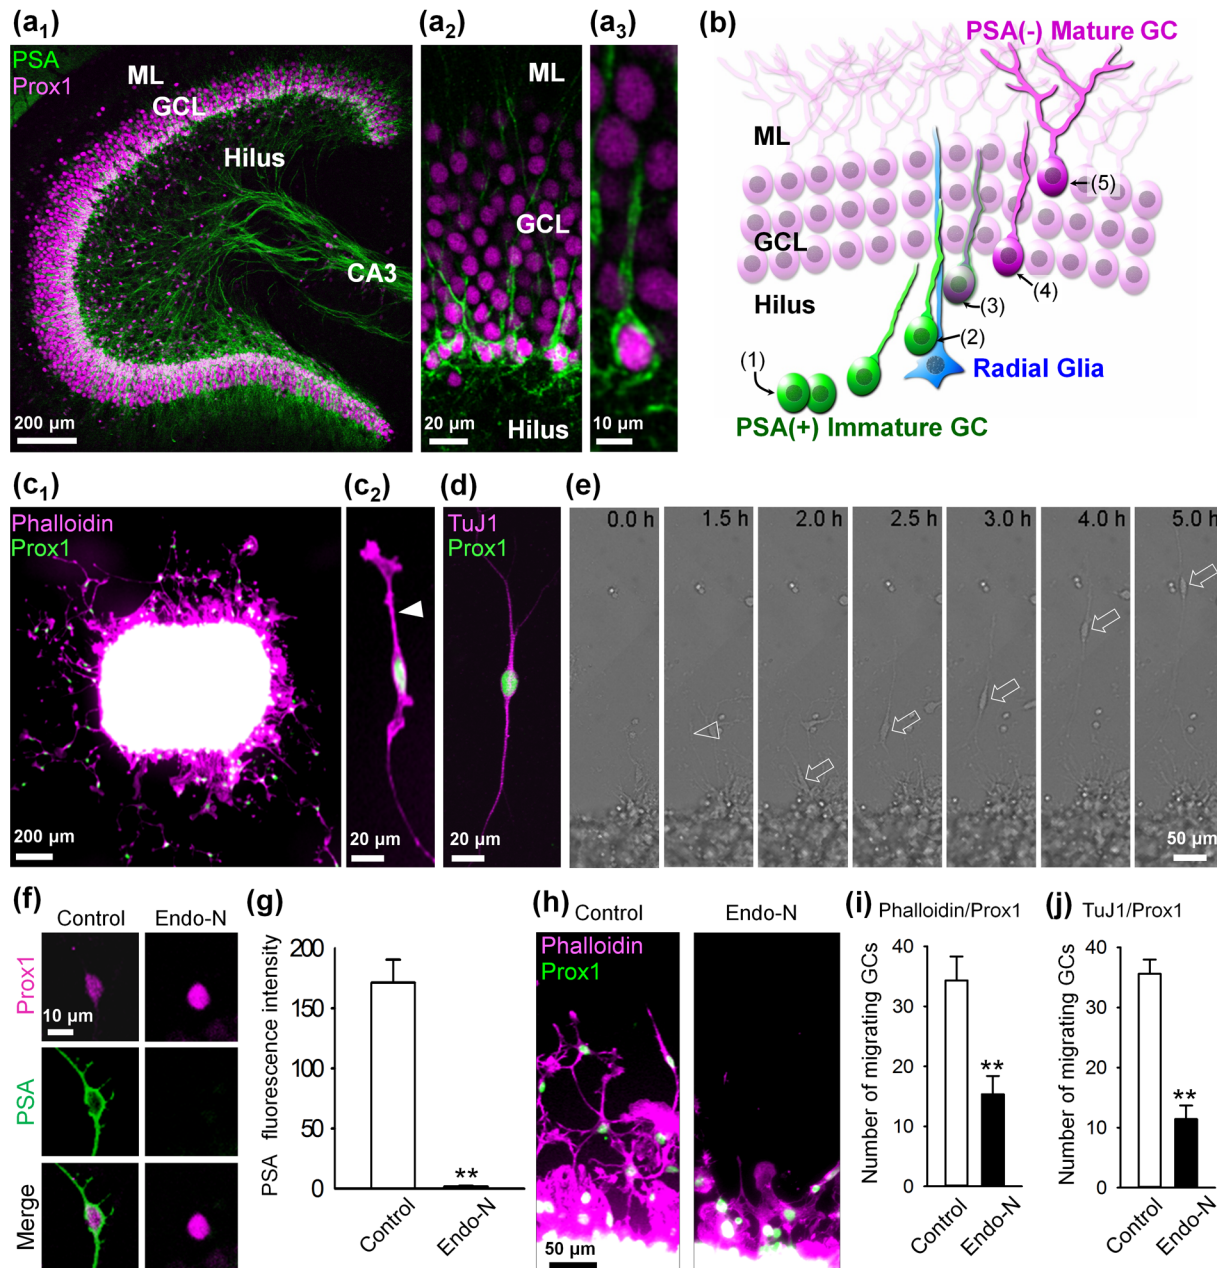 (a₁)
PSA
Prox1
ML
GCL
Hilus
CA3
200 µm
(a₂)
ML
GCL
20 µm
Hilus
(a₃)
10 µm
(b)
PSA(-) Mature GC
ML
(5)
GCL
(4)
Hilus
(3)
(2)
(1)
Radial Glia
PSA(+) Immature GC
(c₁)
Phalloidin
Prox1
200 µm
(c₂)
20 µm
(d)
TuJ1
Prox1
20 µm
(e)
0.0 h
1.5 h
2.0 h
2.5 h
3.0 h
4.0 h
5.0 h
50 µm
(f)
Control
Endo-N
Prox1
10 µm
PSA
Merge
(g)
PSA fluorescence intensity
200
150
100
50
0
**
Control
Endo-N
(h)
Control
Endo-N
Phalloidin
Prox1
50 µm
(i)
Phalloidin/Prox1
Number of migrating GCs
40
30
20
10
0
**
Control
Endo-N
(j)
TuJ1/Prox1
Number of migrating GCs
40
30
20
10
0
**
Control
Endo-N